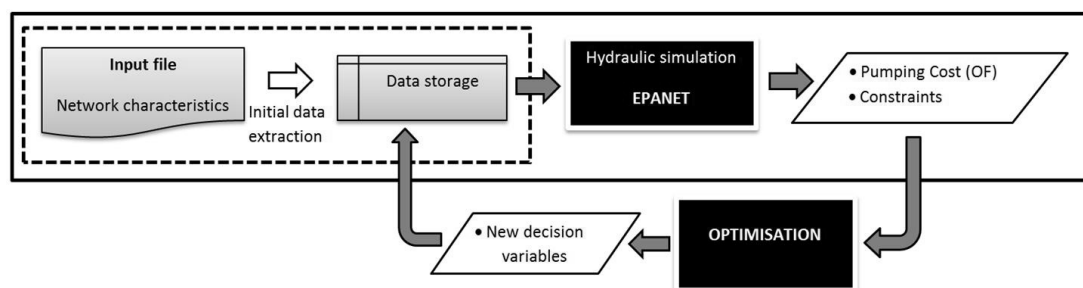 Input file
Network characteristics
Initial data
extraction
Data storage
Hydraulic simulation
EPANET
• Pumping Cost (OF)
• Constraints
OPTIMISATION
• New decision
variables